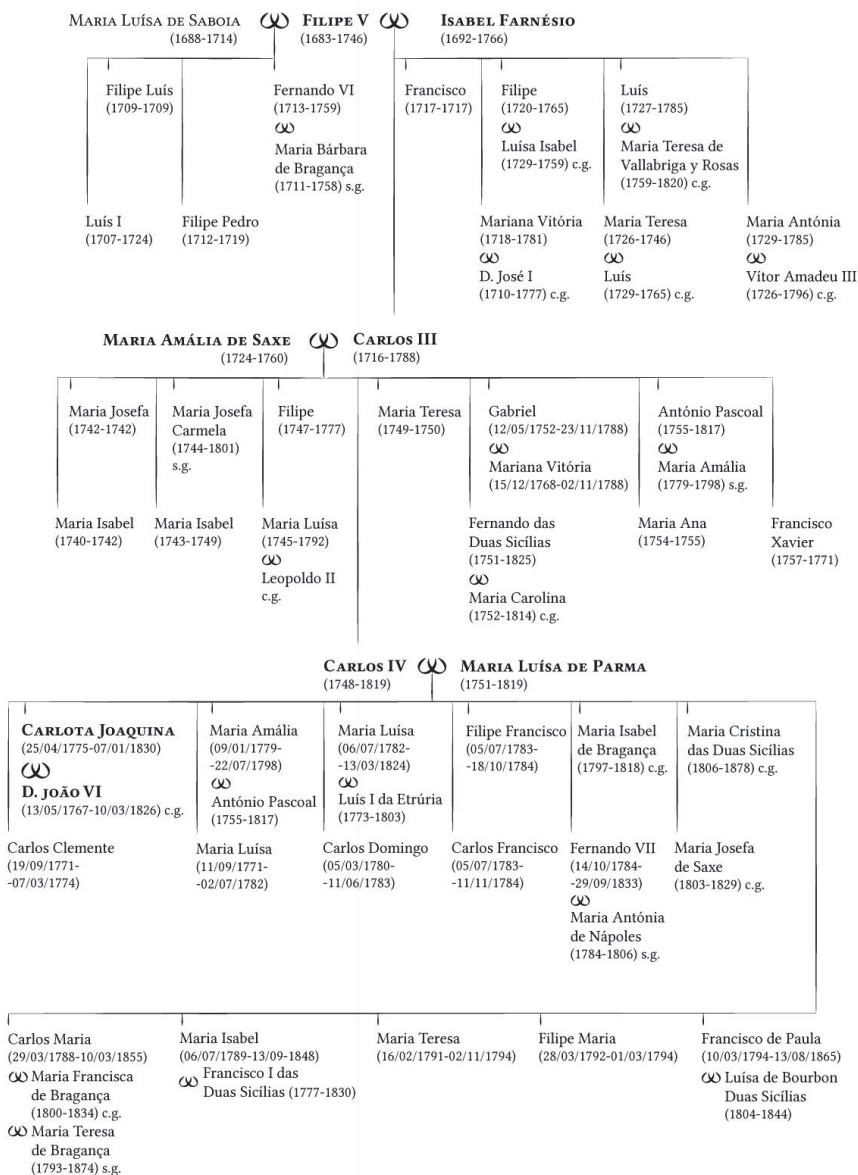 Maria Luísa de Saboia
(1688-1714)
Filipe V
(1683-1746)
Isabel Farnésio
(1692-1766)
Filipe Luís
(1709-1709)
Fernando VI
(1713-1759)
Maria Bárbara
de Bragança
(1711-1758) s.g.
Francisco
(1717-1717)
Filipe
(1720-1765)
Luísa Isabel
(1729-1759) c.g.
Luís
(1727-1785)
Maria Teresa de
Vallabriga y Rosas
(1759-1820) c.g.
Luís I
(1707-1724)
Filipe Pedro
(1712-1719)
Mariana Vitória
(1718-1781)
D. José I
(1710-1777) c.g.
Maria Teresa
(1726-1746)
Luís
(1729-1765) c.g.
Maria Antónia
(1729-1785)
Vítor Amadeu III
(1726-1796) c.g.
Maria Amália de Saxe
(1724-1760)
Carlos III
(1716-1788)
Maria Josefa
(1742-1742)
Maria Josefa
Carmela
(1744-1801)
s.g.
Filipe
(1747-1777)
Maria Teresa
(1749-1750)
Gabriel
(12/05/1752-23/11/1788)
Mariana Vitória
(15/12/1768-02/11/1788)
António Pascoal
(1755-1817)
Maria Amália
(1779-1798) s.g.
Maria Isabel
(1740-1742)
Maria Isabel
(1743-1749)
Maria Luísa
(1745-1792)
Leopoldo II
c.g.
Fernando das
Duas Sicílias
(1751-1825)
Maria Carolina
(1752-1814) c.g.
Maria Ana
(1754-1755)
Francisco
Xavier
(1757-1771)
Carlos IV
(1748-1819)
Maria Luísa de Parma
(1751-1819)
Carlota Joaquina
(25/04/1775-07/01/1830)
D. João VI
(13/05/1767-10/03/1826) c.g.
Maria Amália
(09/01/1779-
-22/07/1798)
António Pascoal
(1755-1817)
Maria Luísa
(06/07/1782-
-13/03/1824)
Luís I da Etrúria
(1773-1803)
Filipe Francisco
(05/07/1783-
-18/10/1784)
Maria Isabel
de Bragança
(1797-1818) c.g.
Maria Cristina
das Duas Sicílias
(1806-1878) c.g.
Carlos Clemente
(19/09/1771-
-07/03/1774)
Maria Luísa
(11/09/1771-
-02/07/1782)
Carlos Domingo
(05/03/1780-
-11/06/1783)
Carlos Francisco
(05/07/1783-
-11/11/1784)
Fernando VII
(14/10/1784-
-29/09/1833)
Maria Antónia
de Nápoles
(1784-1806) s.g.
Maria Josefa
de Saxe
(1803-1829) c.g.
Carlos Maria
(29/03/1788-10/03/1855)
Maria Francisca
de Bragança
(1800-1834) c.g.
Maria Teresa
de Bragança
(1793-1874) s.g.
Maria Isabel
(06/07/1789-13/09-1848)
Francisco I das
Duas Sicílias (1777-1830)
Maria Teresa
(16/02/1791-02/11/1794)
Filipe Maria
(28/03/1792-01/03/1794)
Francisco de Paula
(10/03/1794-13/08/1865)
Luísa de Bourbon
Duas Sicílias
(1804-1844)